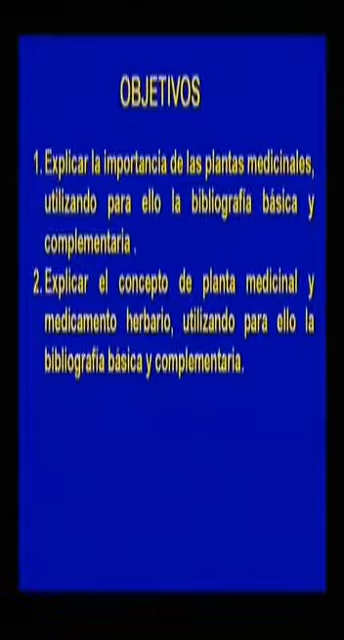 OBJETIVOS
1. Explicar la importancia de las plantas medicinales,
utilizando para ello la bibliografía básica y
complementaria .
2. Explicar el concepto de planta medicinal y
medicamento herbario, utilizando para ello la
bibliografía básica y complementaria.